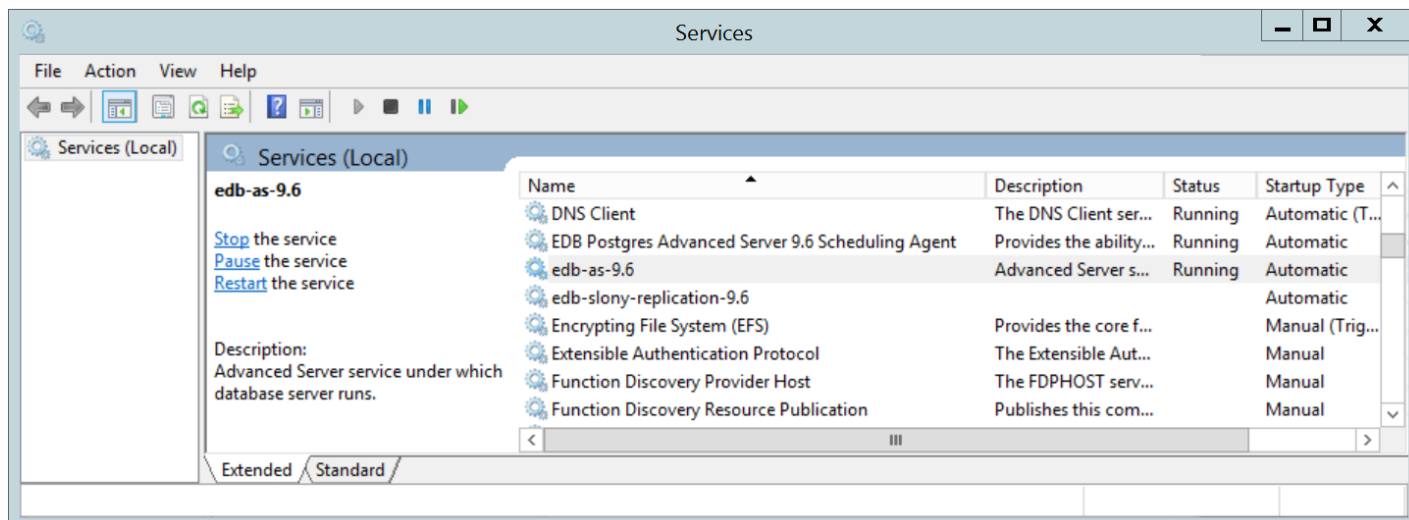 Services
File Action View Help
Services (Local)
Services (Local)
edb-as-9.6
Stop the service
Pause the service
Restart the service
Description:
Advanced Server service under which
database server runs.
Name Description Status Startup Type
DNS Client The DNS Client ser... Running Automatic (T...
EDB Postgres Advanced Server 9.6 Scheduling Agent Provides the ability... Running Automatic
edb-as-9.6 Advanced Server s... Running Automatic
edb-slony-replication-9.6 Automatic
Encrypting File System (EFS) Provides the core f... Manual (Trig...
Extensible Authentication Protocol The Extensible Aut... Manual
Function Discovery Provider Host The FDPHOST serv... Manual
Function Discovery Resource Publication Publishes this com... Manual
Extended Standard